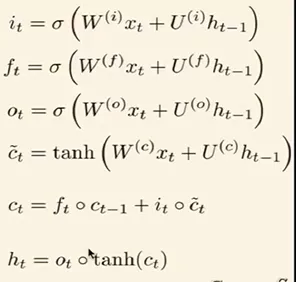 i_t = σ (W^(i) x_t + U^(i) h_{t−1})
f_t = σ (W^(f) x_t + U^(f) h_{t−1})
o_t = σ (W^(o) x_t + U^(o) h_{t−1})
c̃_t = tanh (W^(c) x_t + U^(c) h_{t−1})
c_t = f_t ∘ c_{t−1} + i_t ∘ c̃_t
h_t = o_t ∘ tanh(c_t)